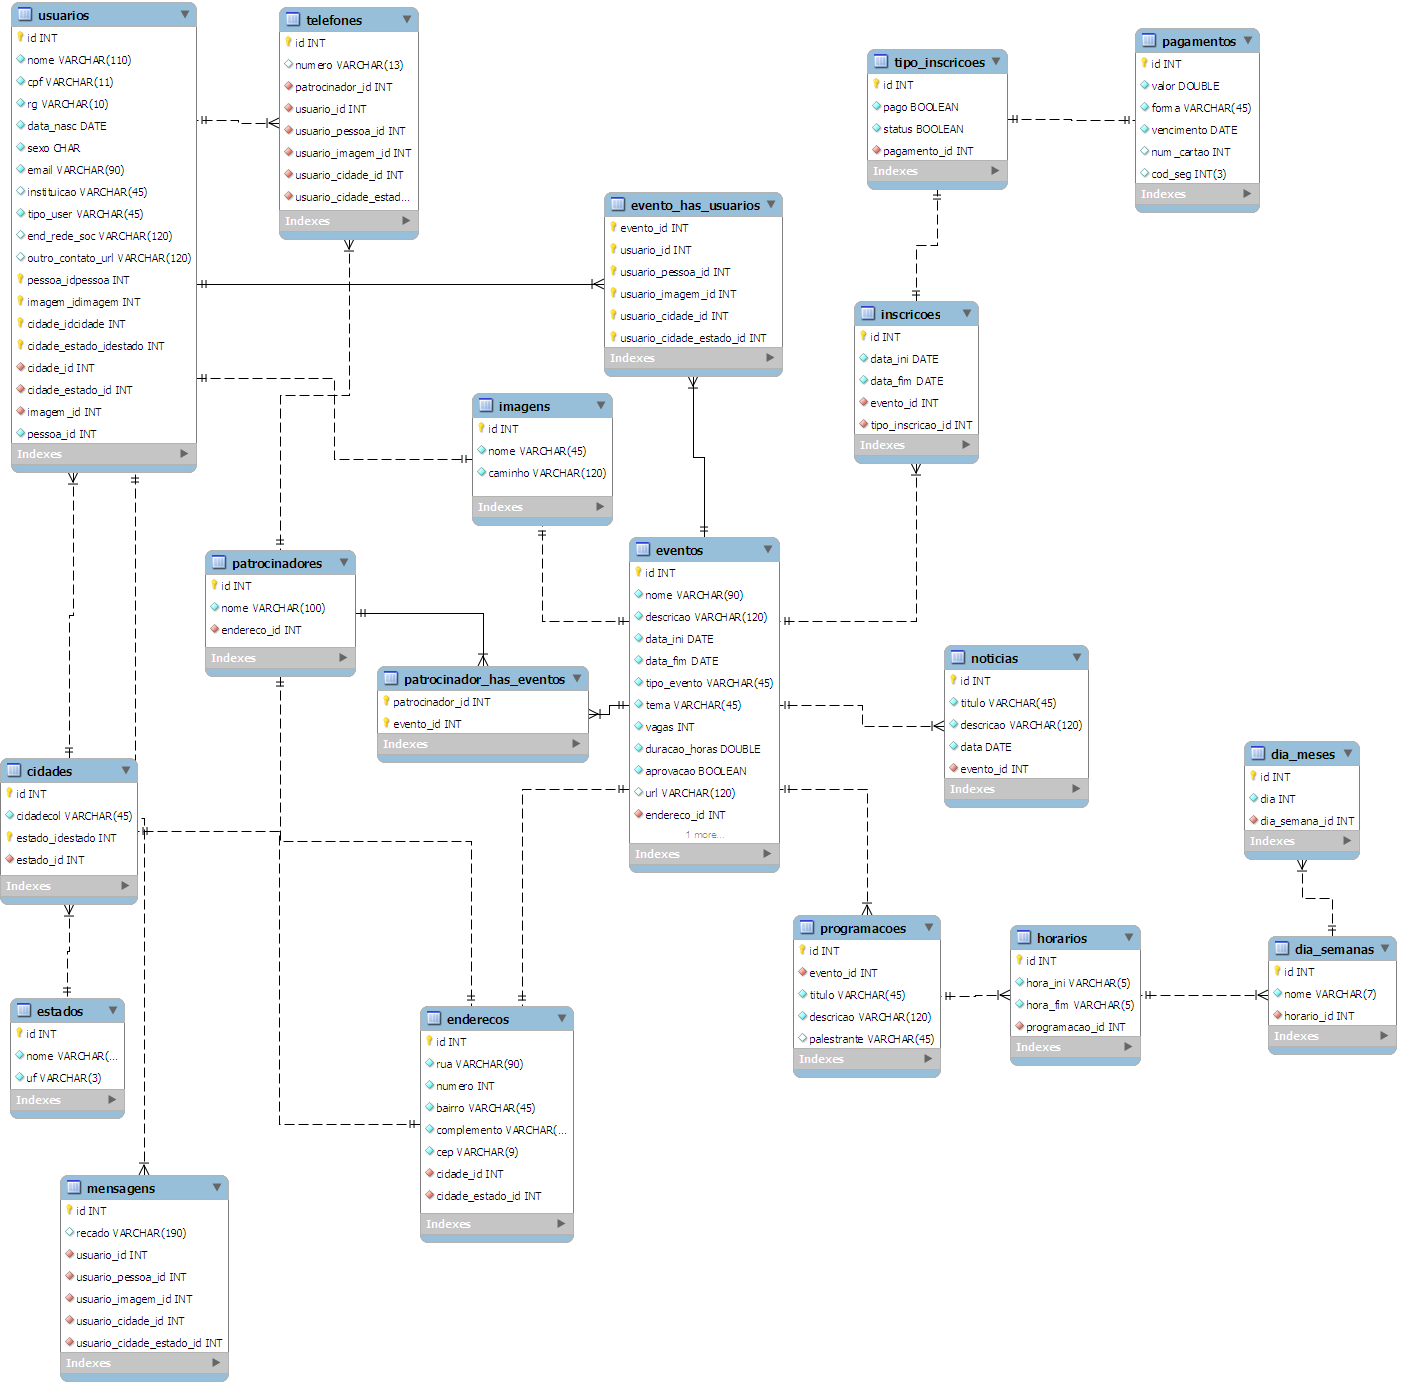 usuarios
id INT
nome VARCHAR(110)
cpf VARCHAR(11)
rg VARCHAR(10)
data_nasc DATE
sexo CHAR
email VARCHAR(90)
instituicao VARCHAR(45)
tipo_user VARCHAR(45)
end_rede_soc VARCHAR(120)
outro_contato_url VARCHAR(120)
pessoa_idpessoa INT
imagem_idimagem INT
cidade_idcidade INT
cidade_estado_idestado INT
cidade_id INT
cidade_estado_id INT
imagem_id INT
pessoa_id INT
Indexes
telefones
id INT
numero VARCHAR(13)
patrocinador_id INT
usuario_id INT
usuario_pessoa_id INT
usuario_imagem_id INT
usuario_cidade_id INT
usuario_cidade_estad...
Indexes
evento_has_usuarios
evento_id INT
usuario_id INT
usuario_pessoa_id INT
usuario_imagem_id INT
usuario_cidade_id INT
usuario_cidade_estado_id INT
Indexes
tipo_inscricoes
id INT
pago BOOLEAN
status BOOLEAN
pagamento_id INT
Indexes
pagamentos
id INT
valor DOUBLE
forma VARCHAR(45)
vencimento DATE
num_cartao INT
cod_seg INT(3)
Indexes
inscricoes
id INT
data_ini DATE
data_fim DATE
evento_id INT
tipo_inscricao_id INT
Indexes
imagens
id INT
nome VARCHAR(45)
caminho VARCHAR(120)
Indexes
patrocinadores
id INT
nome VARCHAR(100)
endereco_id INT
Indexes
patrocinador_has_eventos
patrocinador_id INT
evento_id INT
Indexes
eventos
id INT
nome VARCHAR(90)
descricao VARCHAR(120)
data_ini DATE
data_fim DATE
tipo_evento VARCHAR(45)
tema VARCHAR(45)
vagas INT
duracao_horas DOUBLE
aprovacao BOOLEAN
url VARCHAR(120)
endereco_id INT
1 more...
Indexes
noticias
id INT
titulo VARCHAR(45)
descricao VARCHAR(120)
data DATE
evento_id INT
Indexes
dia_meses
id INT
dia INT
dia_semana_id INT
Indexes
cidades
id INT
cidadecol VARCHAR(45)
estado_idestado INT
estado_id INT
Indexes
programacoes
id INT
evento_id INT
titulo VARCHAR(45)
descricao VARCHAR(120)
palestrante VARCHAR(45)
Indexes
horarios
id INT
hora_ini VARCHAR(5)
hora_fim VARCHAR(5)
programacao_id INT
Indexes
dia_semanas
id INT
nome VARCHAR(7)
horario_id INT
Indexes
estados
id INT
nome VARCHAR(...
uf VARCHAR(3)
Indexes
enderecos
id INT
rua VARCHAR(90)
numero INT
bairro VARCHAR(45)
complemento VARCHAR(...
cep VARCHAR(9)
cidade_id INT
cidade_estado_id INT
Indexes
mensagens
id INT
recado VARCHAR(190)
usuario_id INT
usuario_pessoa_id INT
usuario_imagem_id INT
usuario_cidade_id INT
usuario_cidade_estado_id INT
Indexes